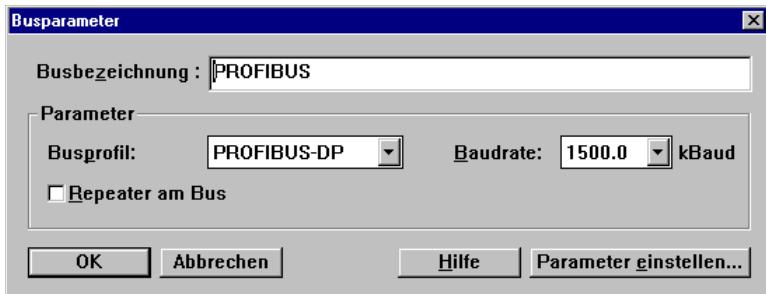 Busparameter
Busbezeichnung : PROFIBUS
Parameter
Busprofil: PROFIBUS-DP Baudrate: 1500.0 kBaud
Repeater am Bus
OK Abbrechen Hilfe Parameter einstellen...